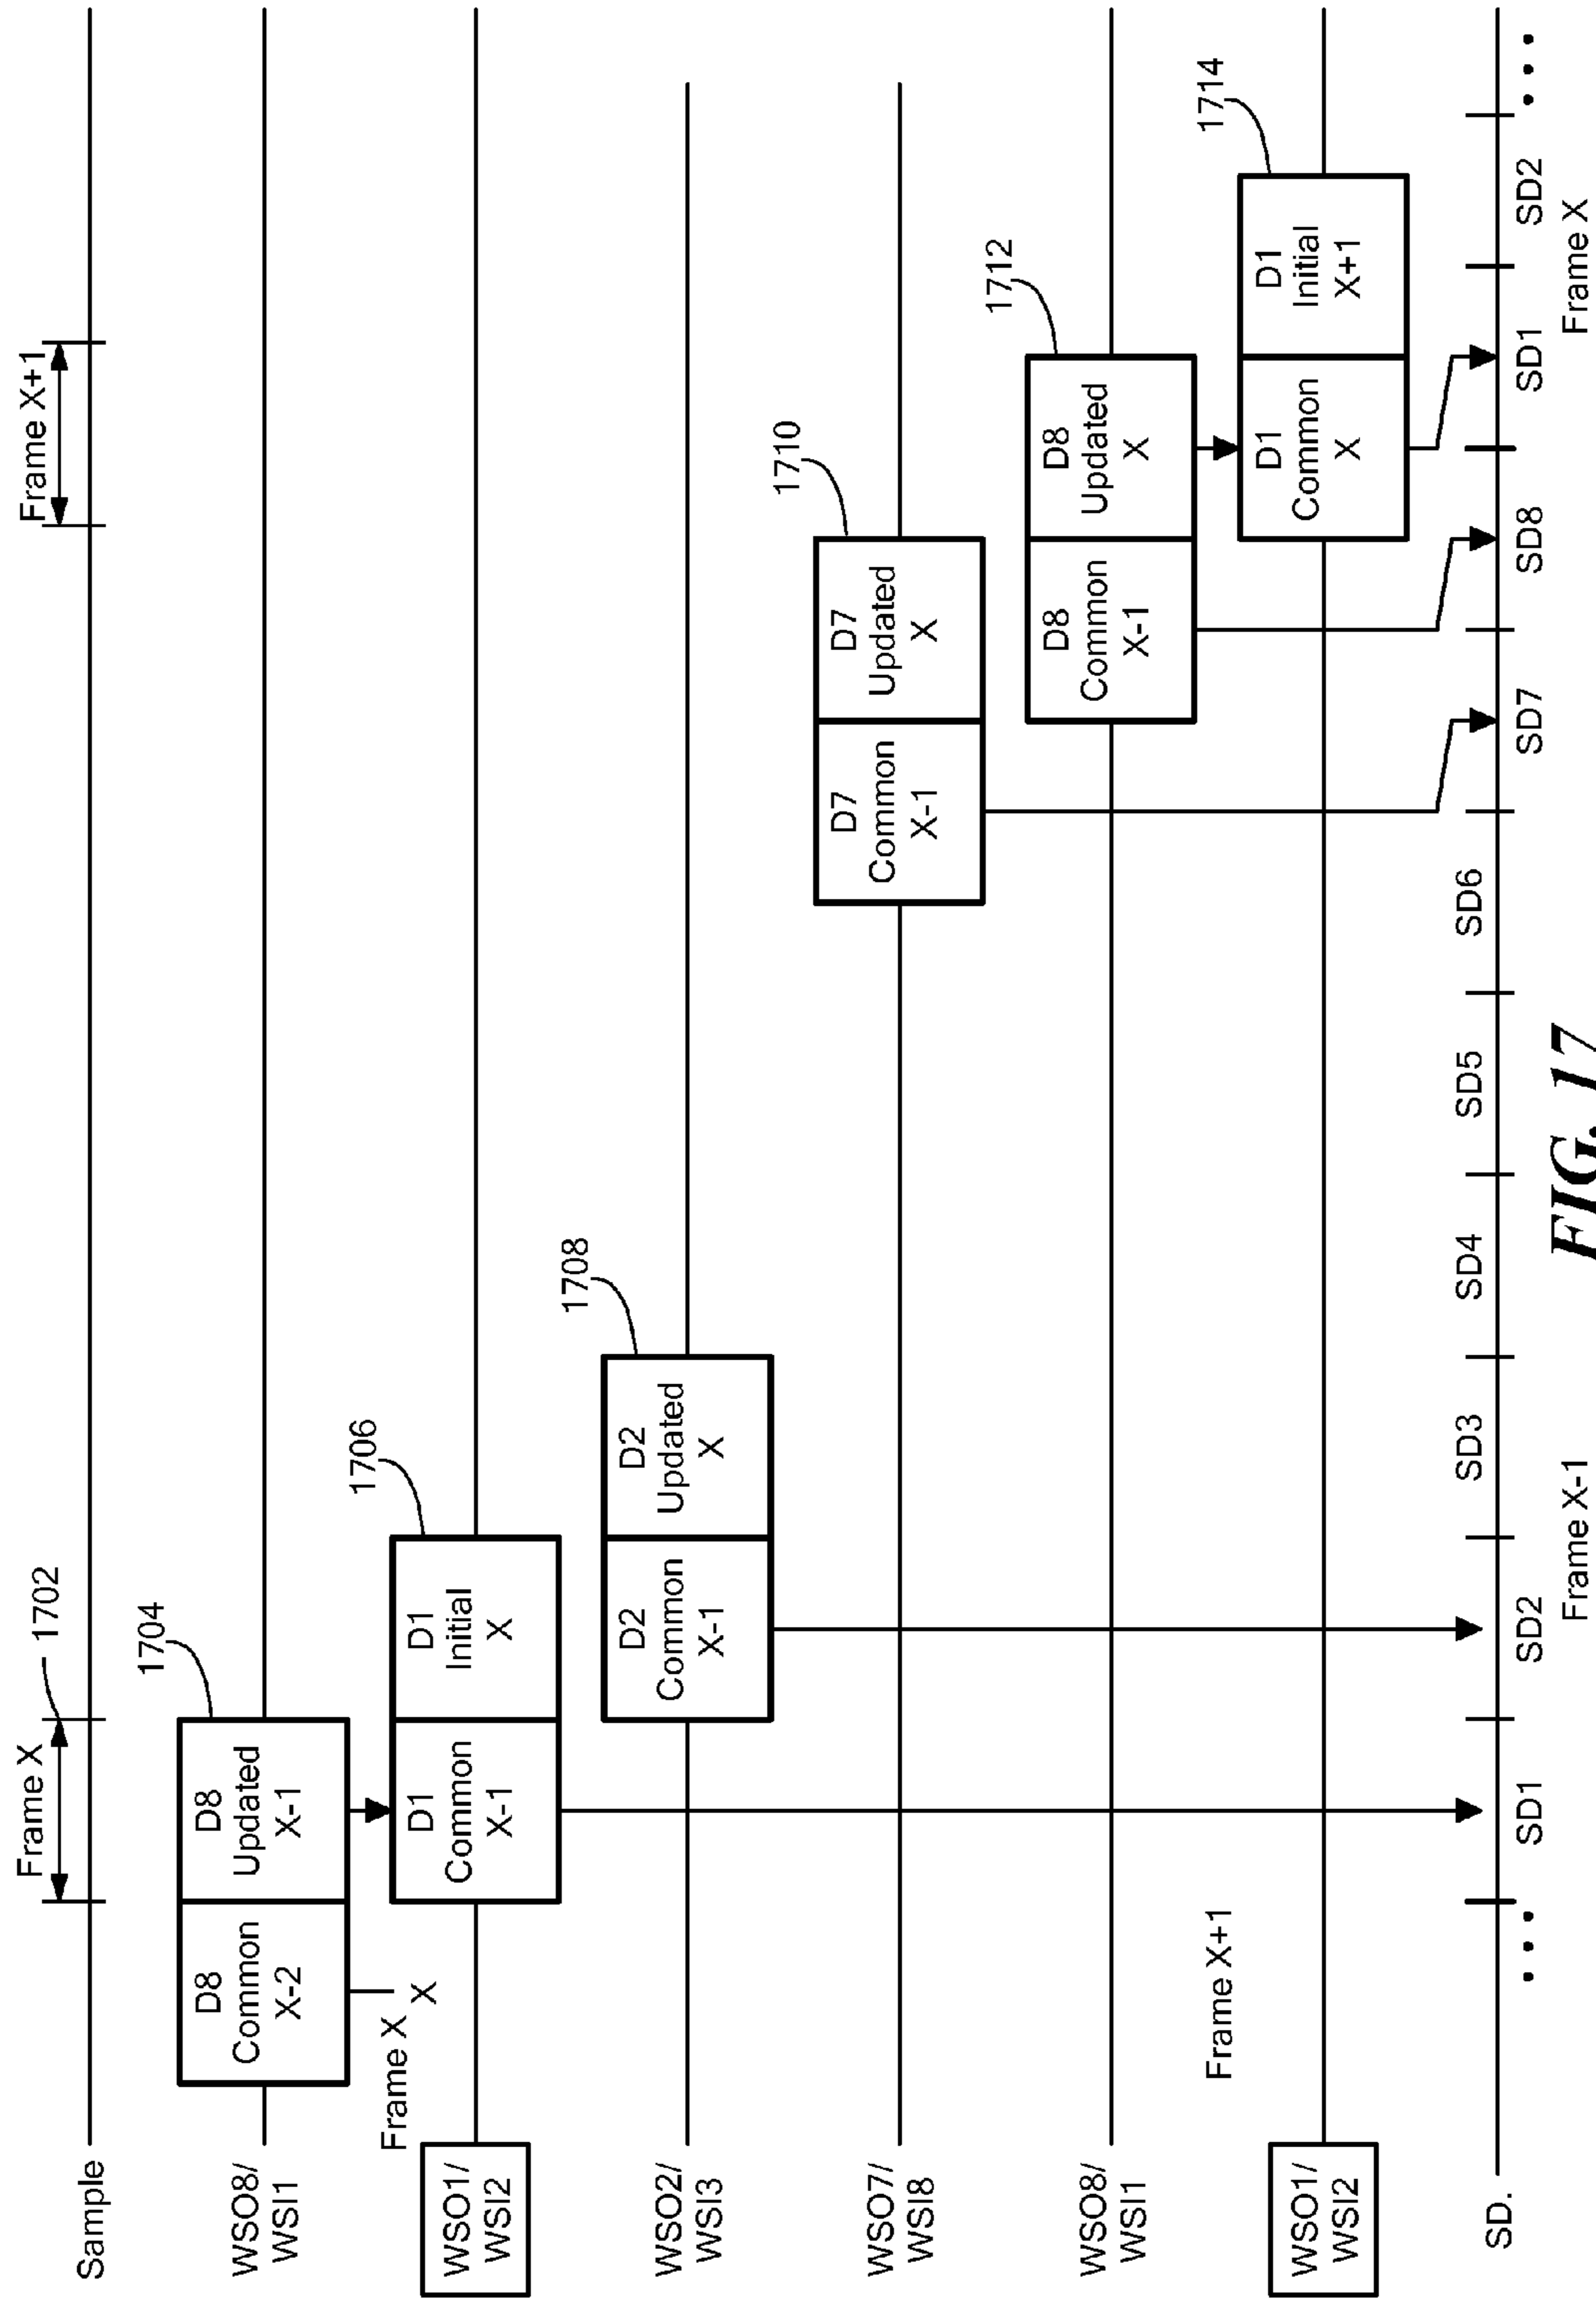 Sample
Frame X
1702
Frame X+1
WSO8/
WSI1
D8
Common
X-2
D8
Updated
X-1
1704
Frame X
X
WSO1/
WSI2
D1
Common
X-1
D1
Initial
X
1706
WSO2/
WSI3
D2
Common
X-1
D2
Updated
X
1708
WSO7/
WSI8
D7
Common
X-1
D7
Updated
X
1710
WSO8/
WSI1
D8
Common
X-1
D8
Updated
X
1712
Frame X+1
WSO1/
WSI2
D1
Common
X
D1
Initial
X+1
1714
SD.
...
SD1
SD2
SD3
SD4
SD5
SD6
SD7
SD8
SD1
SD2
...
Frame X-1
Frame X
FIG. 17